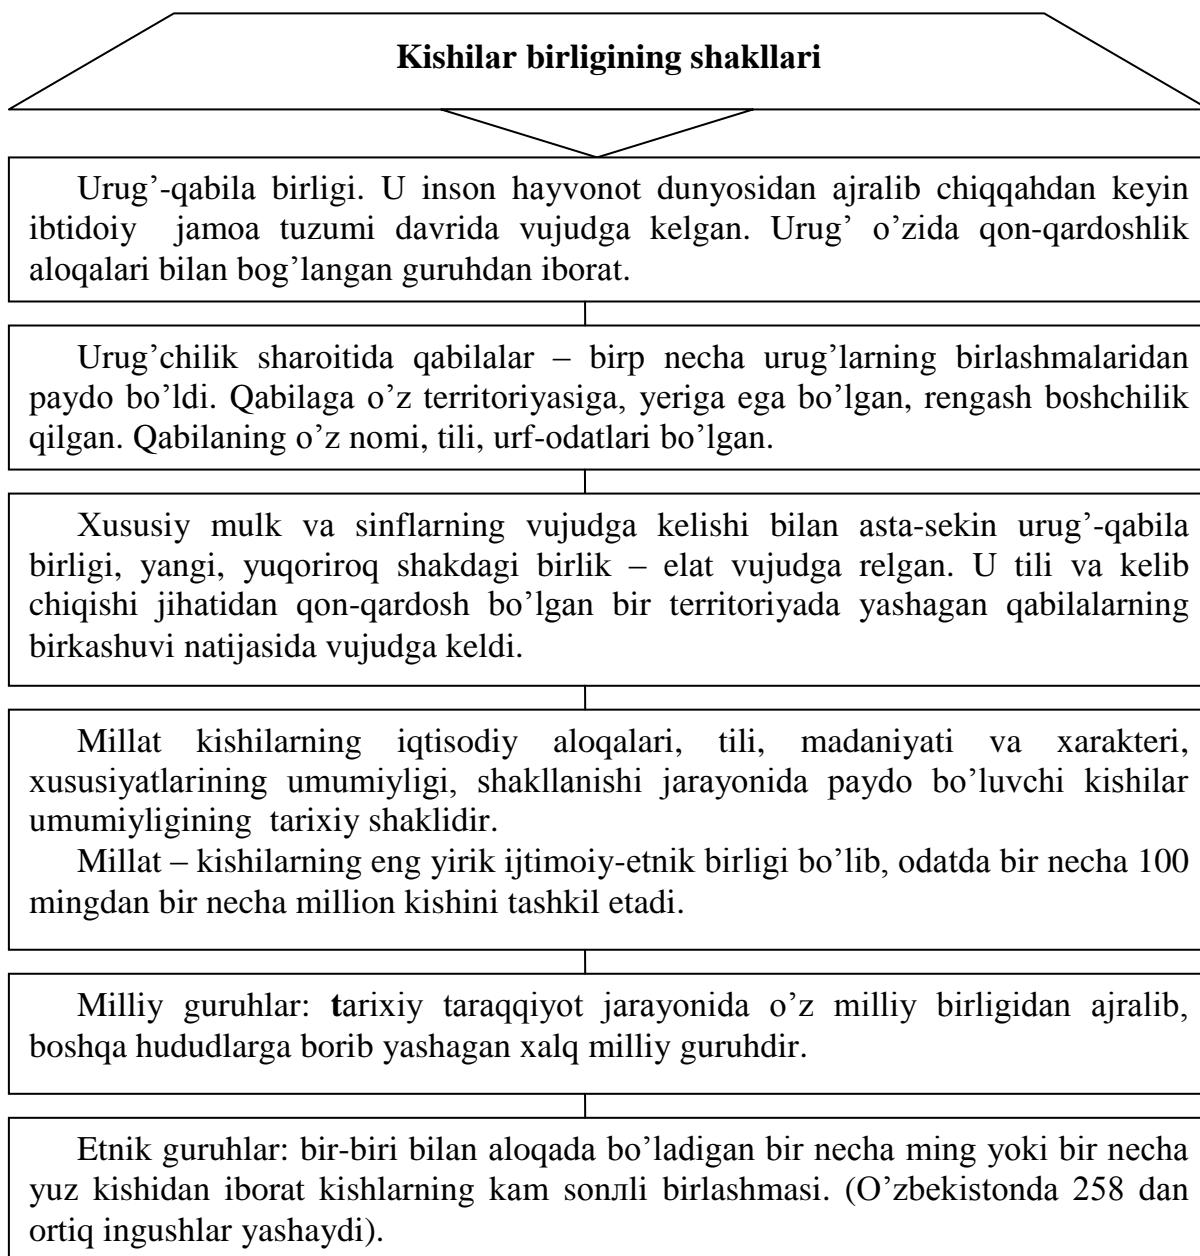 Kishilar birligining shakllari
Urug’-qabila birligi. U inson hayvonot dunyosidan ajralib chiqqahdan keyin
ibtidoiy jamoa tuzumi davrida vujudga kelgan. Urug’ o’zida qon-qardoshlik
aloqalari bilan bog’langan guruhdan iborat.
Urug’chilik sharoitida qabilalar – birp necha urug’larning birlashmalaridan
paydo bo’ldi. Qabilaga o’z territoriyasiga, yeriga ega bo’lgan, rengash boshchilik
qilgan. Qabilaning o’z nomi, tili, urf-odatlari bo’lgan.
Xususiy mulk va sinflarning vujudga kelishi bilan asta-sekin urug’-qabila
birligi, yangi, yuqoriroq shakdagi birlik – elat vujudga relgan. U tili va kelib
chiqishi jihatidan qon-qardosh bo’lgan bir territoriyada yashagan qabilalarning
birkashuvi natijasida vujudga keldi.
Millat kishilarning iqtisodiy aloqalari, tili, madaniyati va xarakteri,
xususiyatlarining umumiyligi, shakllanishi jarayonida paydo bo’luvchi kishilar
umumiyligining tarixiy shaklidir.
Millat – kishilarning eng yirik ijtimoiy-etnik birligi bo’lib, odatda bir necha 100
mingdan bir necha million kishini tashkil etadi.
Milliy guruhlar: tarixiy taraqqiyot jarayonida o’z milliy birligidan ajralib,
boshqa hududlarga borib yashagan xalq milliy guruhdir.
Etnik guruhlar: bir-biri bilan aloqada bo’ladigan bir necha ming yoki bir necha
yuz kishidan iborat kishlarning kam sonлli birlashmasi. (O’zbekistonda 258 dan
ortiq ingushlar yashaydi).